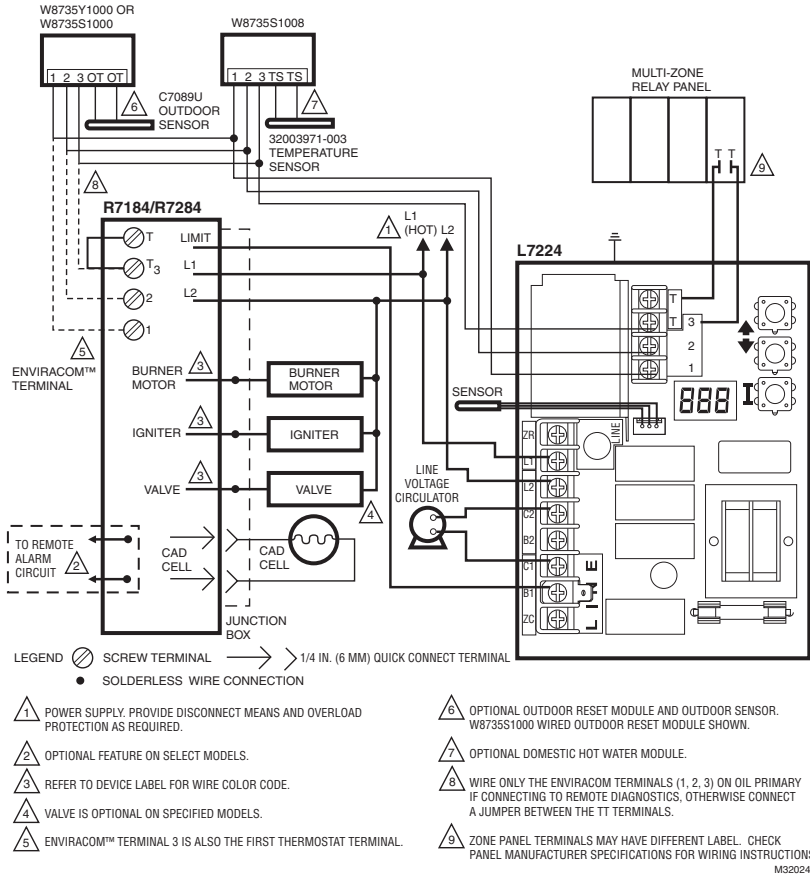 W8735Y1000 OR
W8735S1000
1 2 3 OT OT
6
C7089U
OUTDOOR
SENSOR
W8735S1008
1 2 3 TS TS
7
32003971-003
TEMPERATURE
SENSOR
MULTI-ZONE
RELAY PANEL
T T
9
8
R7184/R7284
T
T3
2
1
LIMIT
L1
L2
5
ENVIRACOM™
TERMINAL
BURNER
MOTOR
3
BURNER
MOTOR
IGNITER
3
IGNITER
VALVE
3
VALVE
4
TO REMOTE
ALARM
CIRCUIT
2
CAD
CELL
CAD
CELL
JUNCTION
BOX
1
L1
(HOT) L2
LINE
VOLTAGE
CIRCULATOR
SENSOR
L7224
T
T 3
2
1
888
LINE
ZR
L1
L2
C2
B2
C1
B1
ZC
LINE
LEGEND
SCREW TERMINAL
1/4 IN. (6 MM) QUICK CONNECT TERMINAL
SOLDERLESS WIRE CONNECTION
1 POWER SUPPLY. PROVIDE DISCONNECT MEANS AND OVERLOAD
PROTECTION AS REQUIRED.
2 OPTIONAL FEATURE ON SELECT MODELS.
3 REFER TO DEVICE LABEL FOR WIRE COLOR CODE.
4 VALVE IS OPTIONAL ON SPECIFIED MODELS.
5 ENVIRACOM™ TERMINAL 3 IS ALSO THE FIRST THERMOSTAT TERMINAL.
6 OPTIONAL OUTDOOR RESET MODULE AND OUTDOOR SENSOR.
W8735S1000 WIRED OUTDOOR RESET MODULE SHOWN.
7 OPTIONAL DOMESTIC HOT WATER MODULE.
8 WIRE ONLY THE ENVIRACOM TERMINALS (1, 2, 3) ON OIL PRIMARY
IF CONNECTING TO REMOTE DIAGNOSTICS, OTHERWISE CONNECT
A JUMPER BETWEEN THE TT TERMINALS.
9 ZONE PANEL TERMINALS MAY HAVE DIFFERENT LABEL. CHECK
PANEL MANUFACTURER SPECIFICATIONS FOR WIRING INSTRUCTIONS
M32024